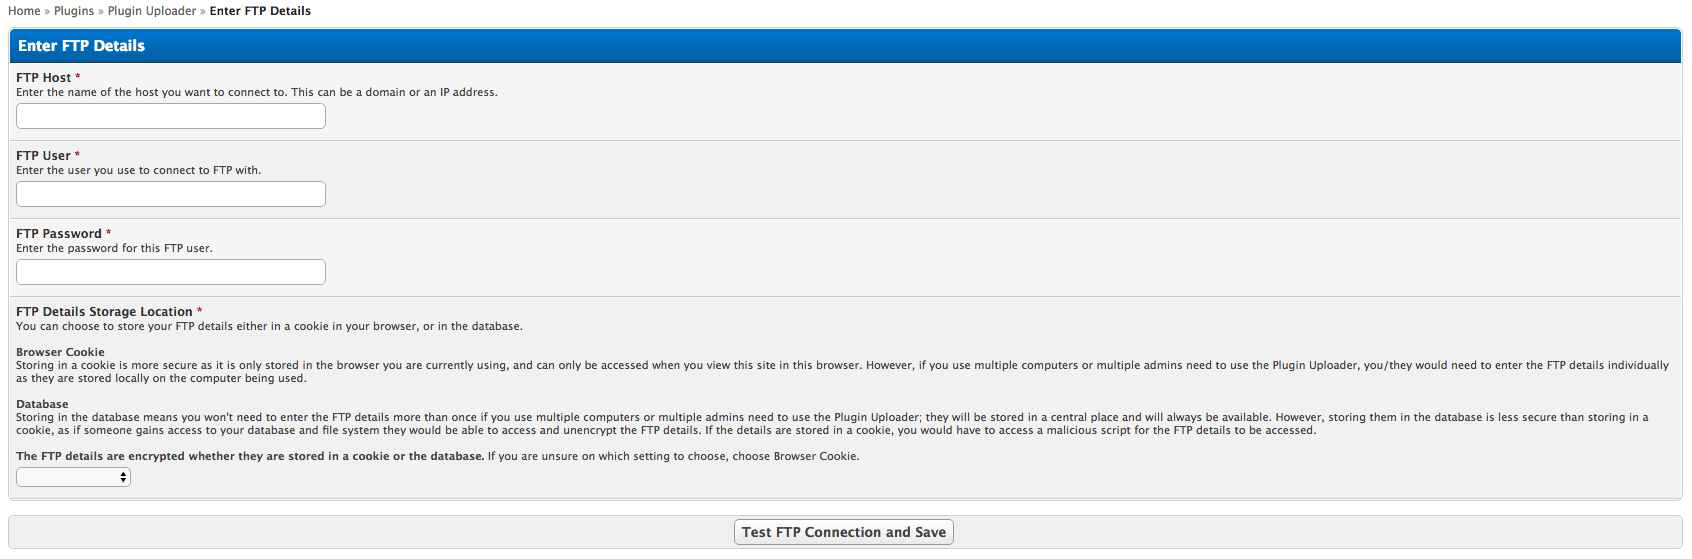 Home » Plugins » Plugin Uploader » Enter FTP Details
Enter FTP Details
FTP Host *
Enter the name of the host you want to connect to. This can be a domain or an IP address.
FTP User *
Enter the user you use to connect to FTP with.
FTP Password *
Enter the password for this FTP user.
FTP Details Storage Location *
You can choose to store your FTP details either in a cookie in your browser, or in the database.
Browser Cookie
Storing in a cookie is more secure as it is only stored in the browser you are currently using, and can only be accessed when you view this site in this browser. However, if you use multiple computers or multiple admins need to use the Plugin Uploader, you/they would need to enter the FTP details individually
as they are stored locally on the computer being used.
Database
Storing in the database means you won't need to enter the FTP details more than once if you use multiple computers or multiple admins need to use the Plugin Uploader; they will be stored in a central place and will always be available. However, storing them in the database is less secure than storing in a
cookie, as if someone gains access to your database and file system they would be able to access and unencrypt the FTP details. If the details are stored in a cookie, you would have to access a malicious script for the FTP details to be accessed.
The FTP details are encrypted whether they are stored in a cookie or the database. If you are unsure on which setting to choose, choose Browser Cookie.
Test FTP Connection and Save